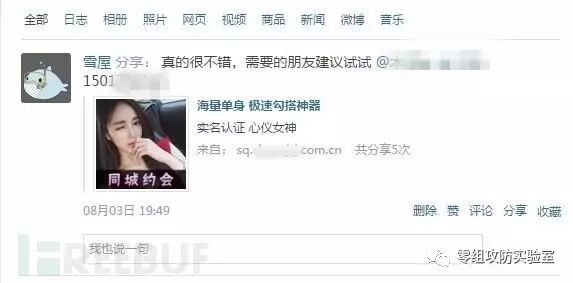 全部 日志 相册 照片 网页 视频 商品 新闻 微博 音乐
雪屋 分享: 真的很不错，需要的朋友建议试试 @
1501
海量单身 极速勾搭神器
实名认证 心仪女神
来自: sq. .com.cn 共分享5次
同城约会
08月03日 19:49 删除 赞 评论 分享 收藏
我也说一句
REEBUF
零组攻防实验室